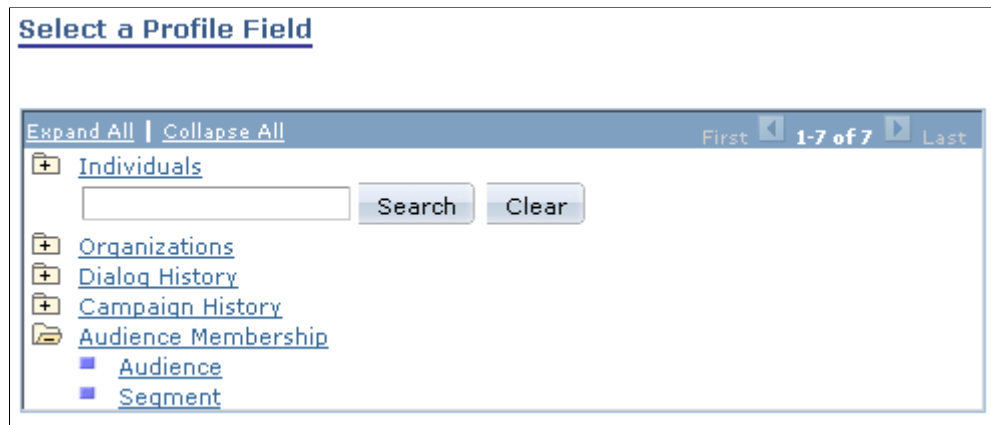 Select a Profile Field
Expand All | Collapse All First 1-7 of 7 Last
Individuals
Search Clear
Organizations
Dialog History
Campaign History
Audience Membership
Audience
Segment